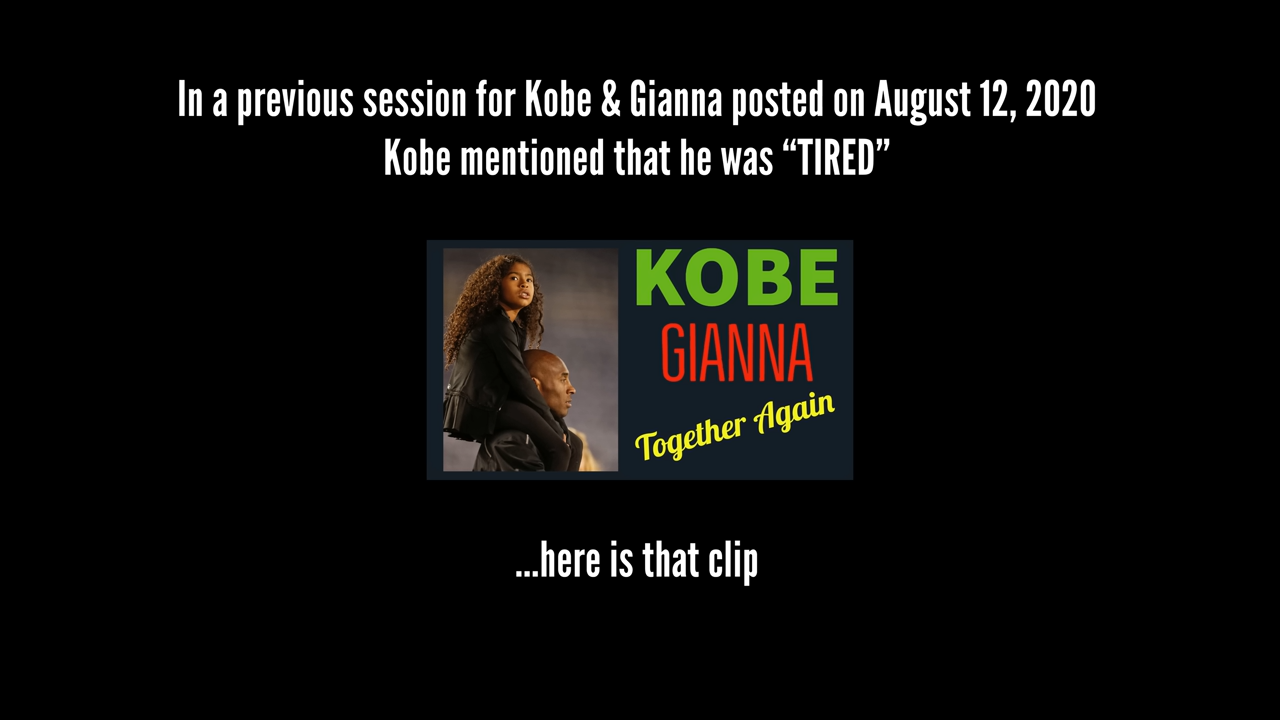 In a previous session for Kobe & Gianna posted on August 12, 2020
Kobe mentioned that he was “TIRED”
KOBE
GIANNA
Together Again
...here is that clip